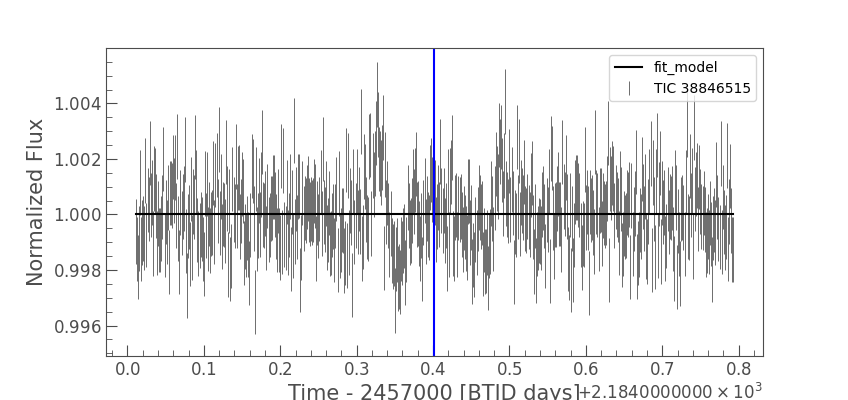 fit_model
TIC 38846515
Normalized Flux
1.004
1.002
1.000
0.998
0.996
0.0 0.1 0.2 0.3 0.4 0.5 0.6 0.7 0.8
Time - 2457000 [BTJD days]
+2.1840000000 × 10³